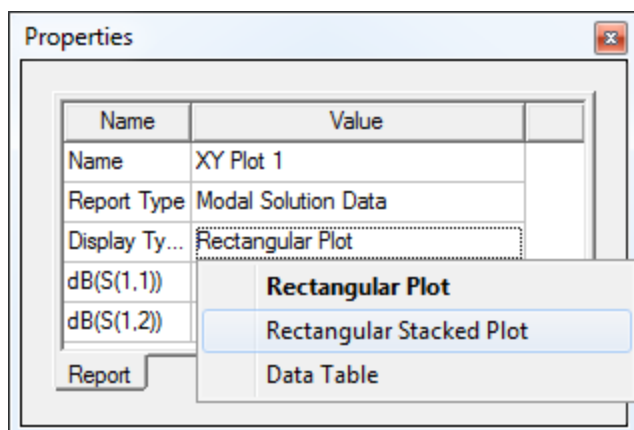 Properties
Name Value
Name XY Plot 1
Report Type Modal Solution Data
Display Ty... Rectangular Plot
dB(S(1,1))
Rectangular Plot
dB(S(1,2))
Rectangular Stacked Plot
Report
Data Table